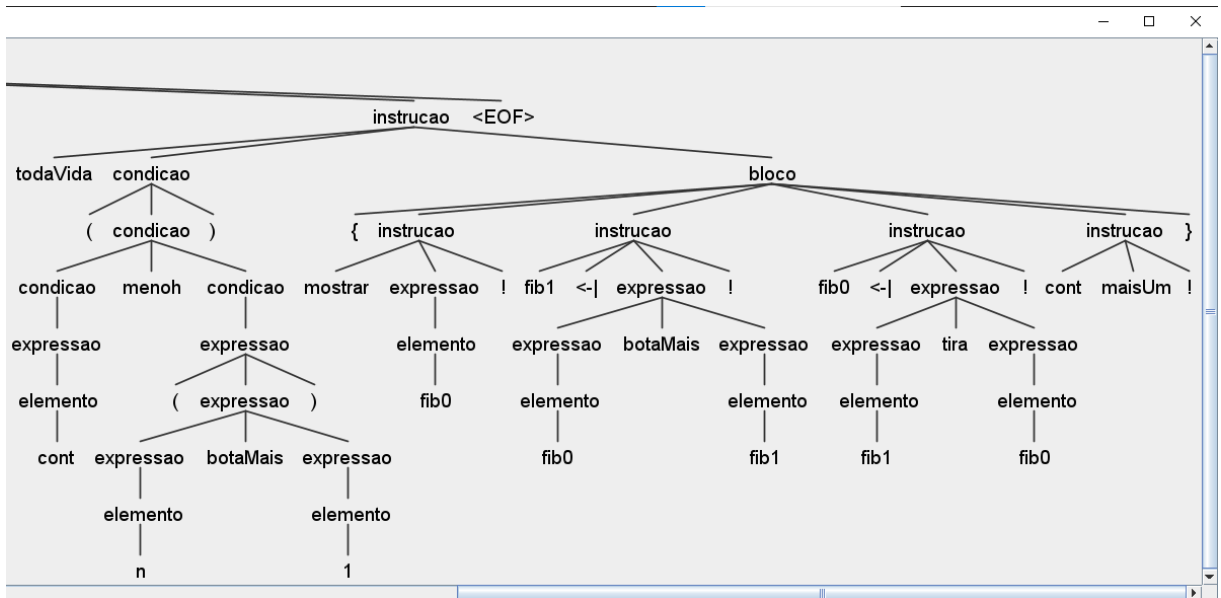 instrucao <EOF>
todaVida condicao bloco
( condicao ) { instrucao instrucao instrucao instrucao }
condicao menoh condicao mostrar expressao ! fib1 <-| expressao ! fib0 <-| expressao ! cont maisUm !
expressao expressao elemento expressao botaMais expressao expressao tira expressao
elemento ( expressao ) fib0 elemento elemento elemento elemento
cont expressao botaMais expressao fib0 fib1 fib1 fib0
elemento elemento
n 1